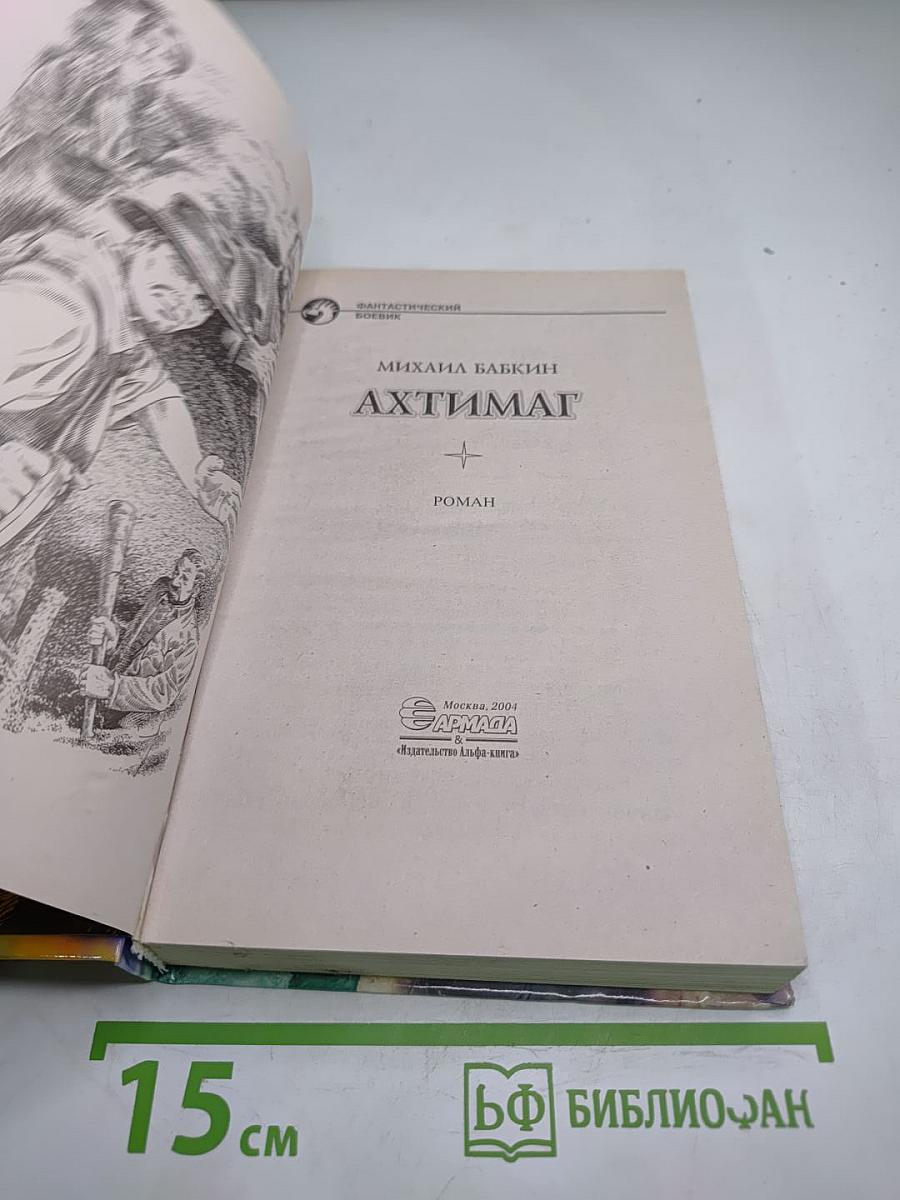 ФАНТАСТИЧЕСКИЙ
БОЕВИК
МИХАИЛ БАБКИН
АХТИМАГ
РОМАН
Москва, 2004
АРМАДА
&
«Издательство Альфа-книга»
15 см
БФ БИБЛИОФАН